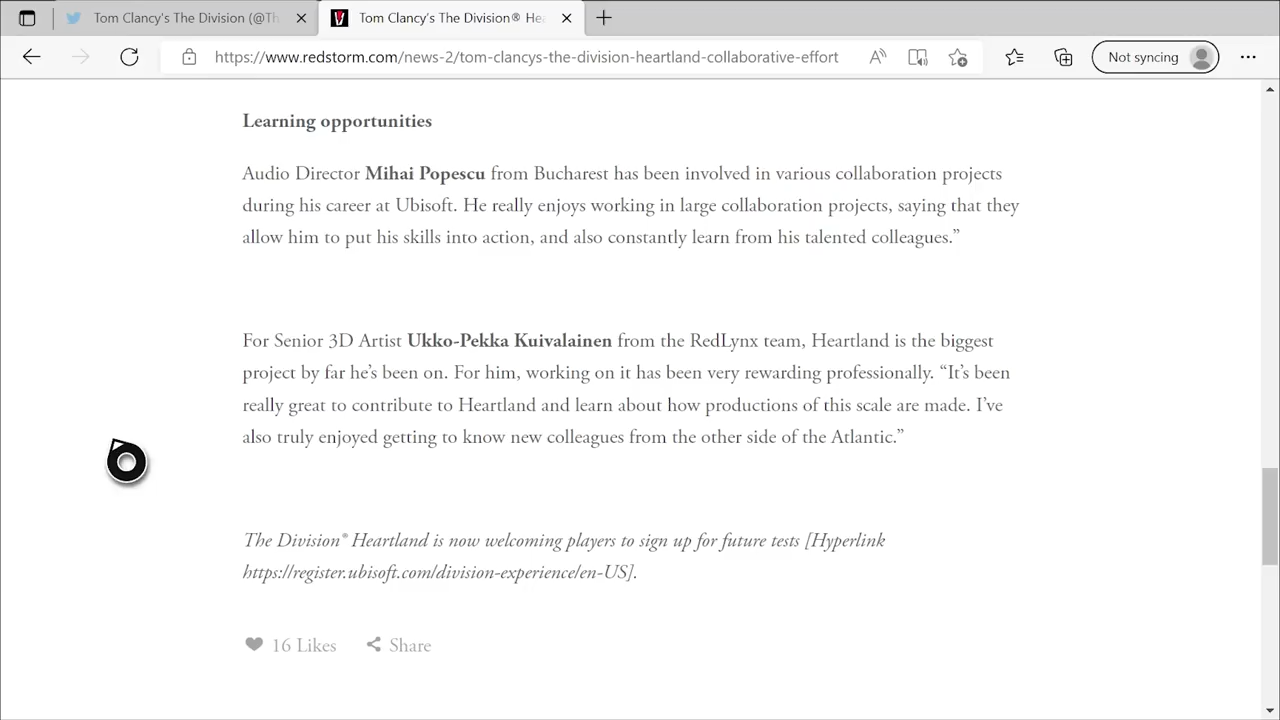 Tom Clancy's The Division (@Th
Tom Clancy's The Division® He
https://www.redstorm.com/news-2/tom-clancys-the-division-heartland-collaborative-effort
Not syncing
Learning opportunities
Audio Director Mihai Popescu from Bucharest has been involved in various collaboration projects
during his career at Ubisoft. He really enjoys working in large collaboration projects, saying that they
allow him to put his skills into action, and also constantly learn from his talented colleagues.”
For Senior 3D Artist Ukko-Pekka Kuivalainen from the RedLynx team, Heartland is the biggest
project by far he’s been on. For him, working on it has been very rewarding professionally. “It’s been
really great to contribute to Heartland and learn about how productions of this scale are made. I’ve
also truly enjoyed getting to know new colleagues from the other side of the Atlantic.”
The Division® Heartland is now welcoming players to sign up for future tests [Hyperlink
https://register.ubisoft.com/division-experience/en-US].
16 Likes Share